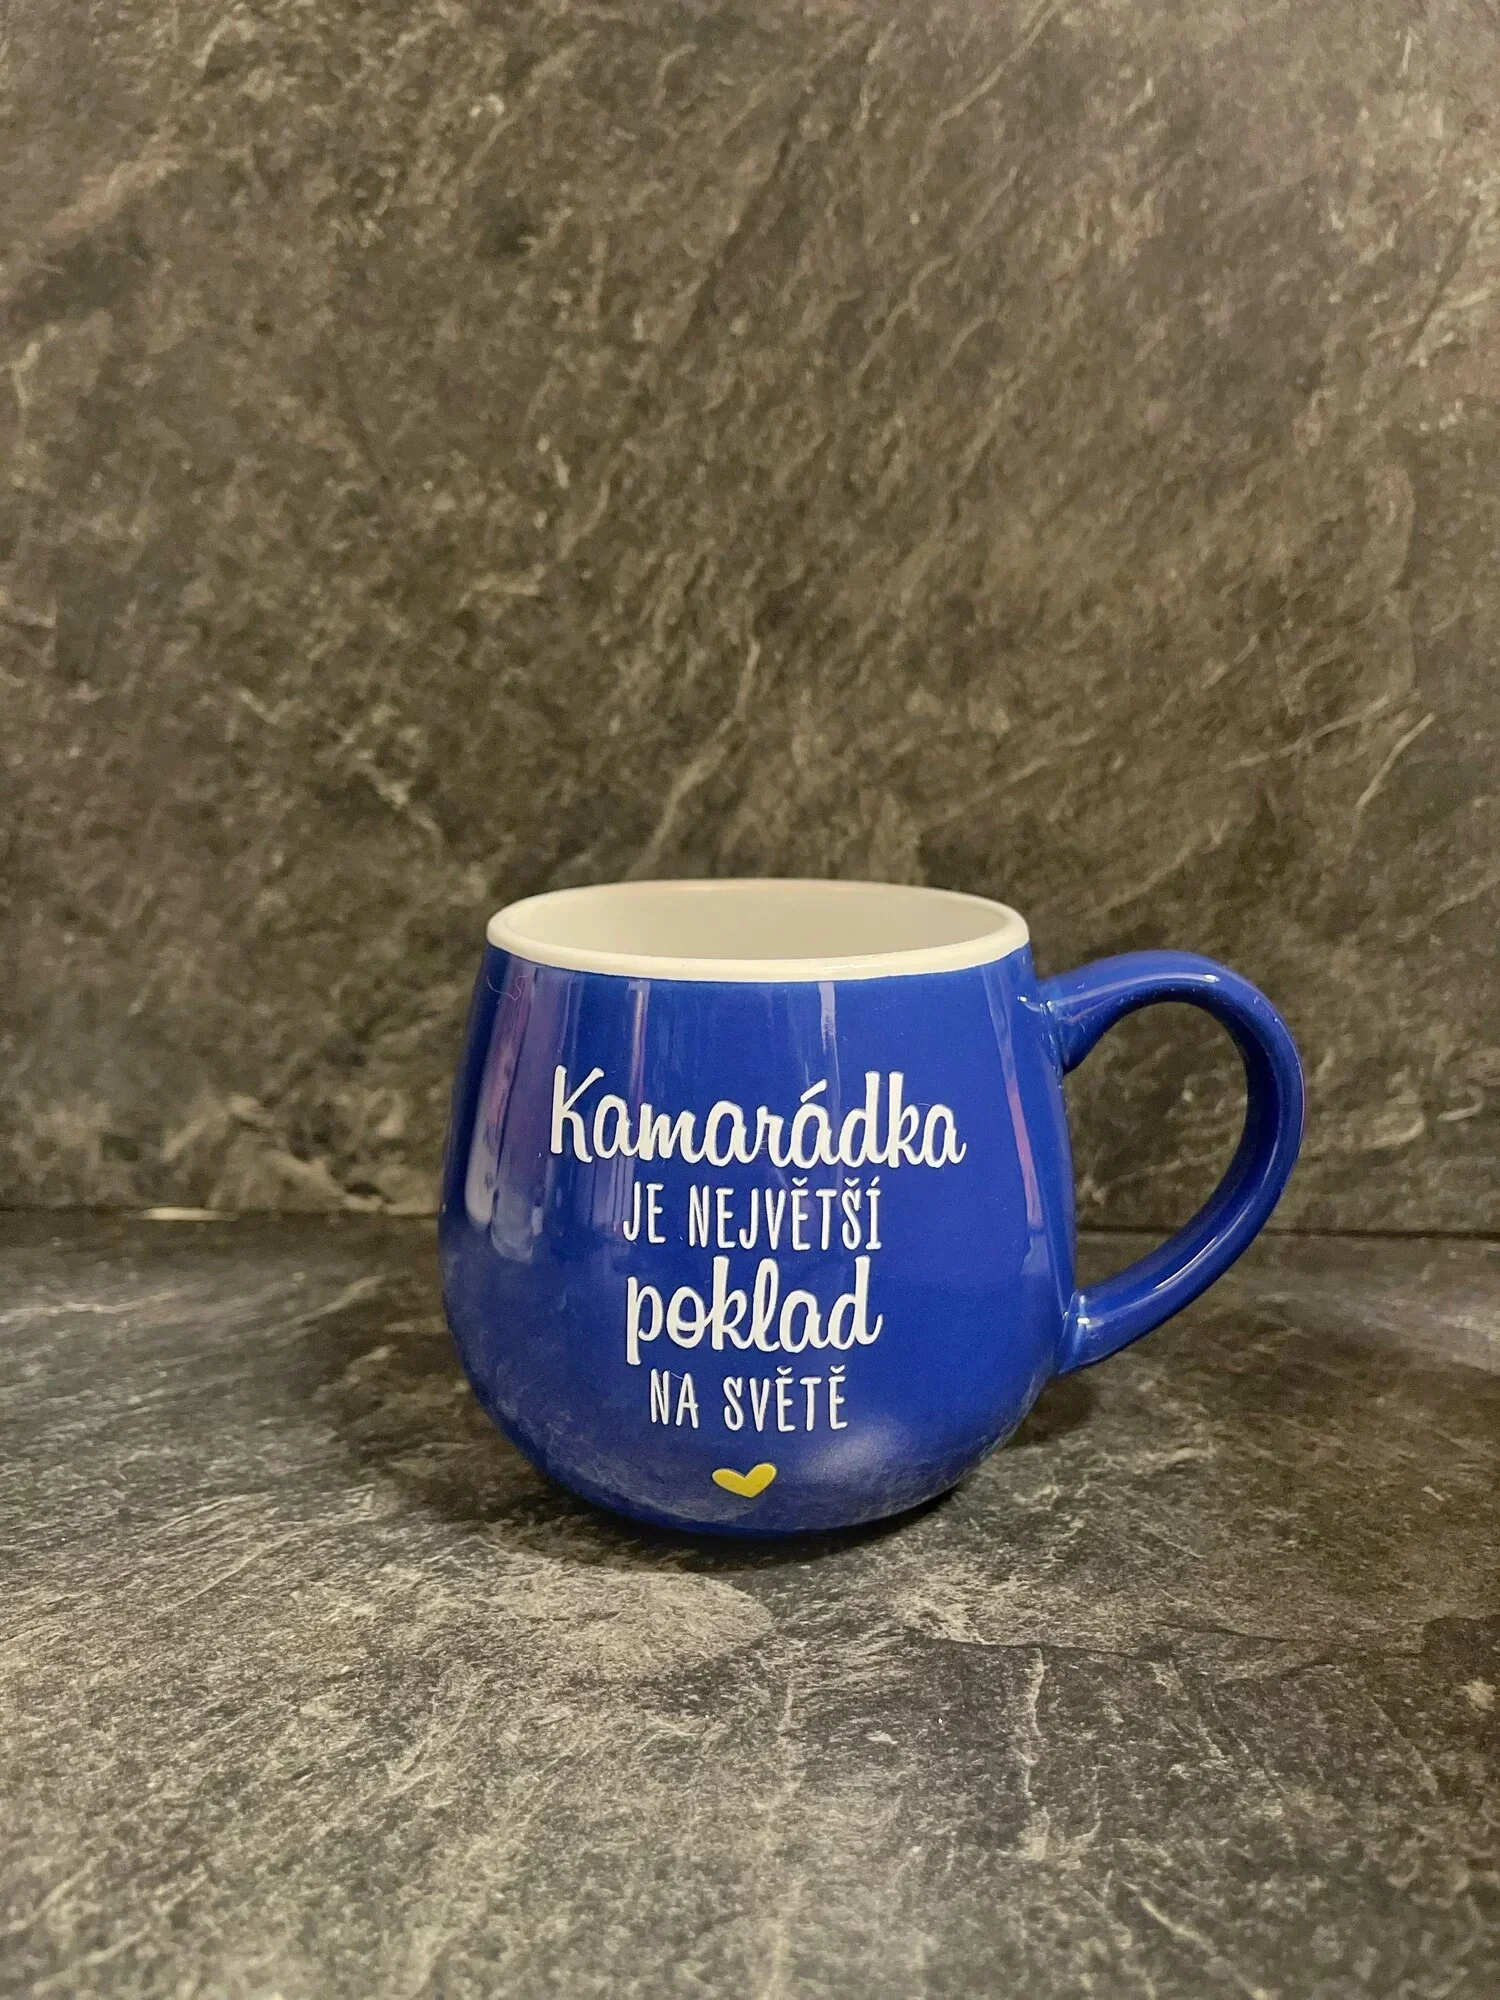 Kamarádka
JE NEJVĚTŠÍ
poklad
NA SVĚTĚ